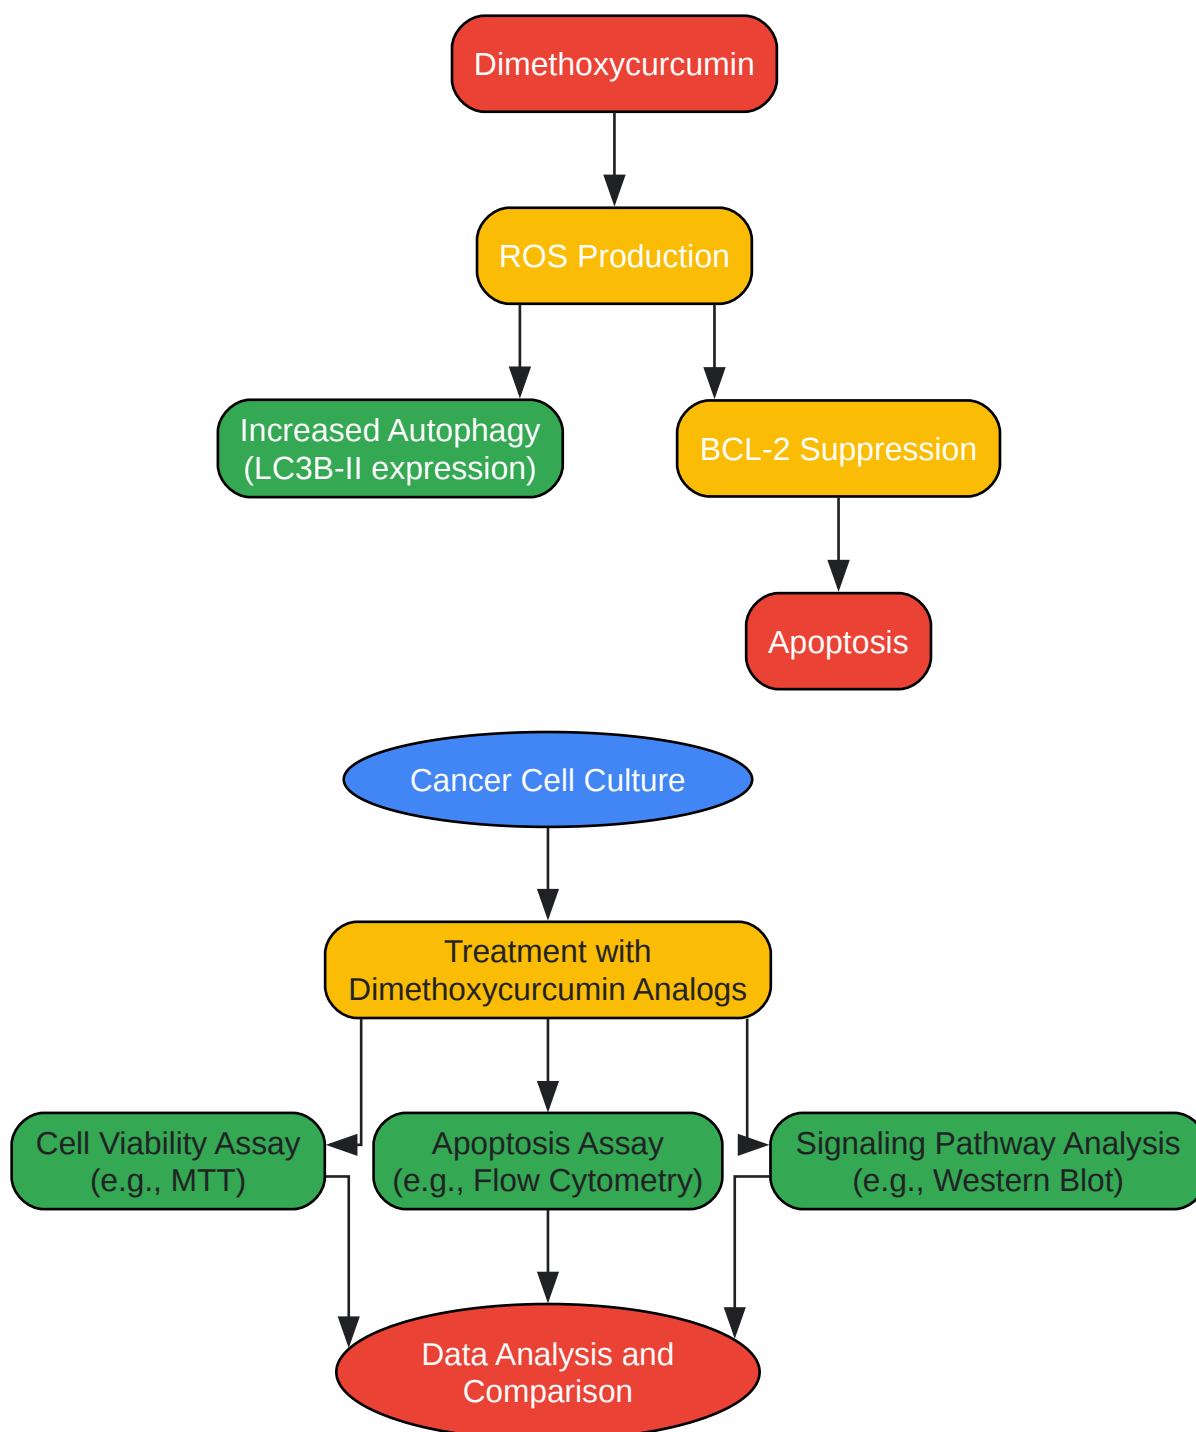 Dimethoxycurcumin
ROS Production
Increased Autophagy
(LC3B-II expression)
BCL-2 Suppression
Apoptosis
Cancer Cell Culture
Treatment with
Dimethoxycurcumin Analogs
Cell Viability Assay
(e.g., MTT)
Apoptosis Assay
(e.g., Flow Cytometry)
Signaling Pathway Analysis
(e.g., Western Blot)
Data Analysis and
Comparison